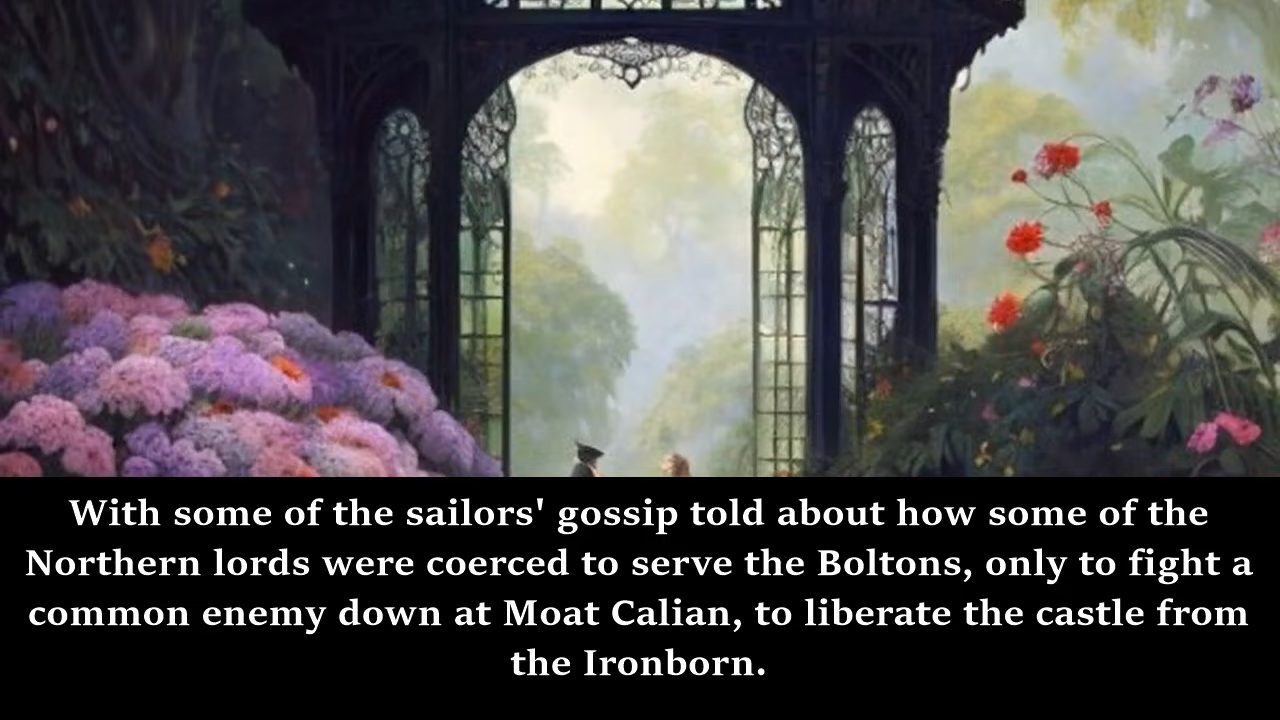 With some of the sailors' gossip told about how some of the
Northern lords were coerced to serve the Boltons, only to fight a
common enemy down at Moat Calian, to liberate the castle from
the Ironborn.